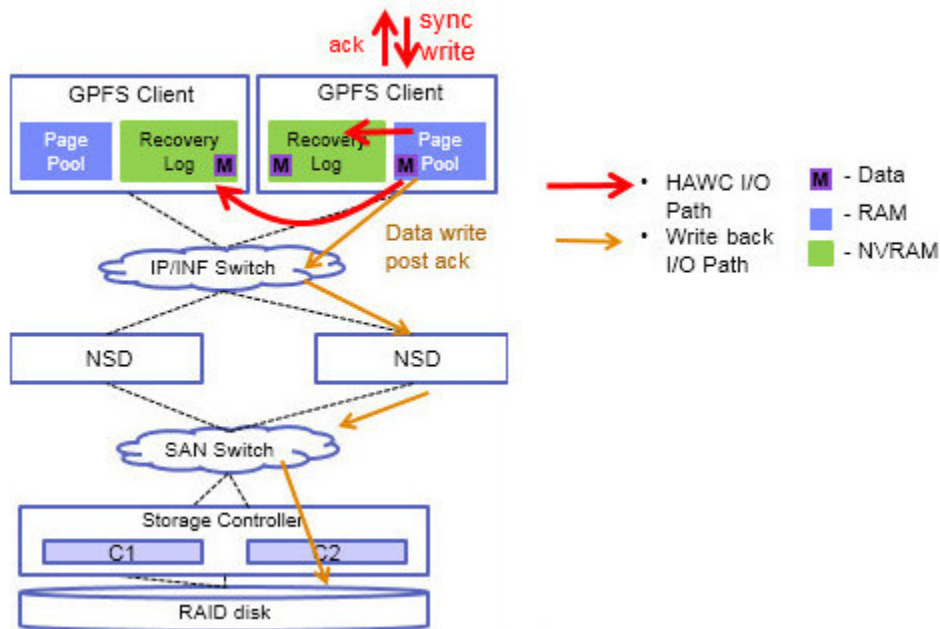 sync
ack
write
GPFS Client
GPFS Client
Page
Pool
Recovery
Log
M
Recovery
Log
M
Page
Pool
M
• HAWC I/O
Path
• Write back
I/O Path
M - Data
- RAM
- NVRAM
Data write
post ack
IP/INF Switch
NSD
NSD
SAN Switch
Storage Controller
C1
C2
RAID disk